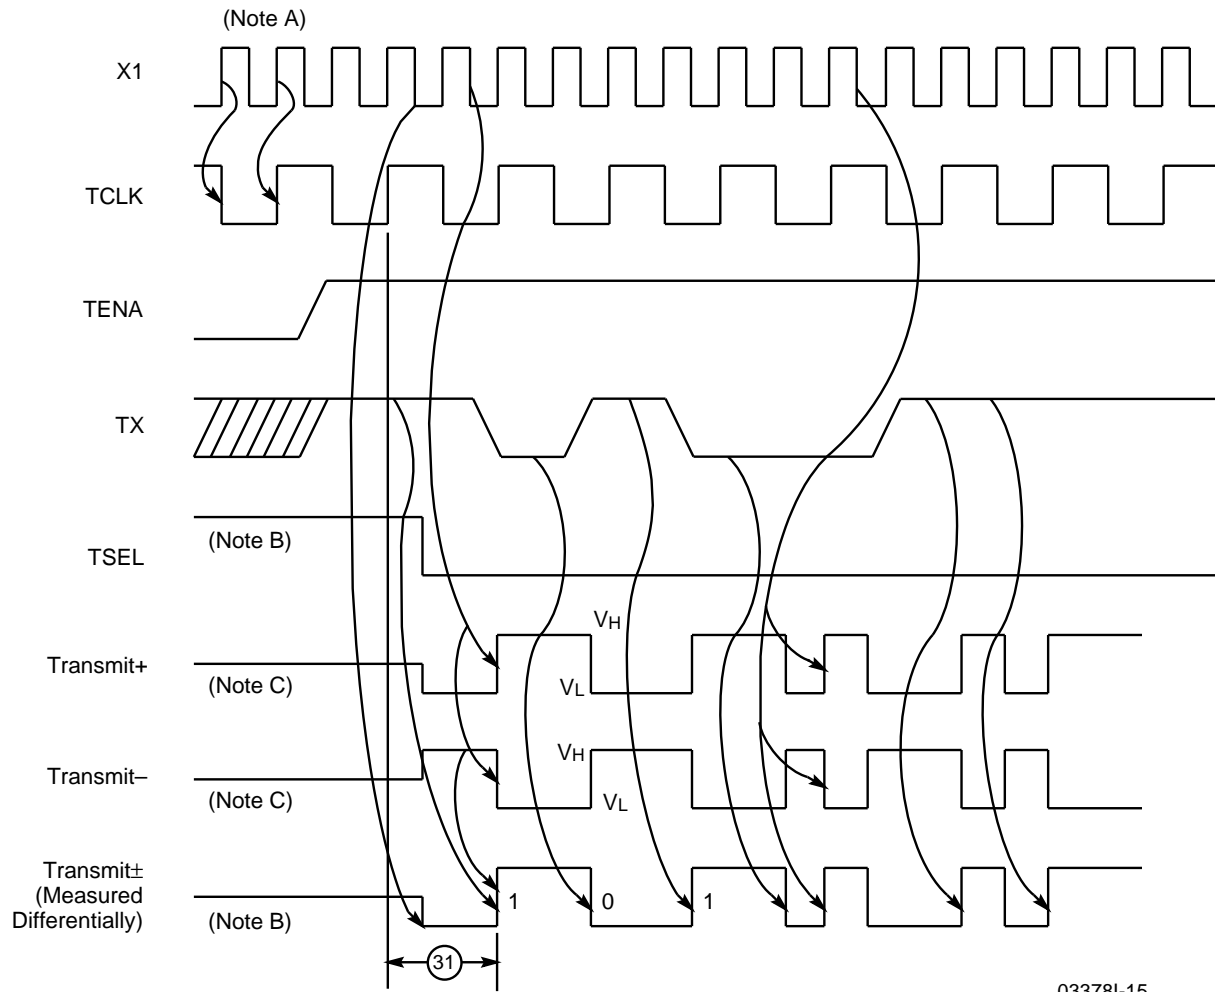 (Note A)
X1
TCLK
TENA
TX
(Note B)
TSEL
VH
Transmit+
(Note C)
VL
VH
Transmit–
(Note C)
VL
Transmit±
(Measured
Differentially)
(Note B)
1
0
1
31
03378I-15